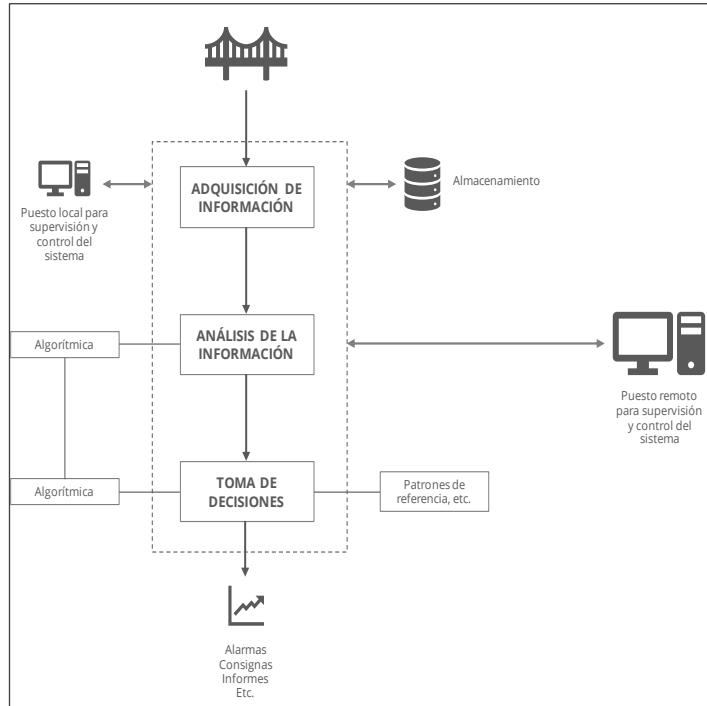 ADQUISICIÓN DE
INFORMACIÓN
Almacenamiento
Puesto local para
supervisión y
control del
sistema
Algorítmica
ANÁLISIS DE LA
INFORMACIÓN
Puesto remoto
para supervisión
y control del
sistema
Algorítmica
TOMA DE
DECISIONES
Patrones de
referencia, etc.
Alarmas
Consignas
Informes
Etc.